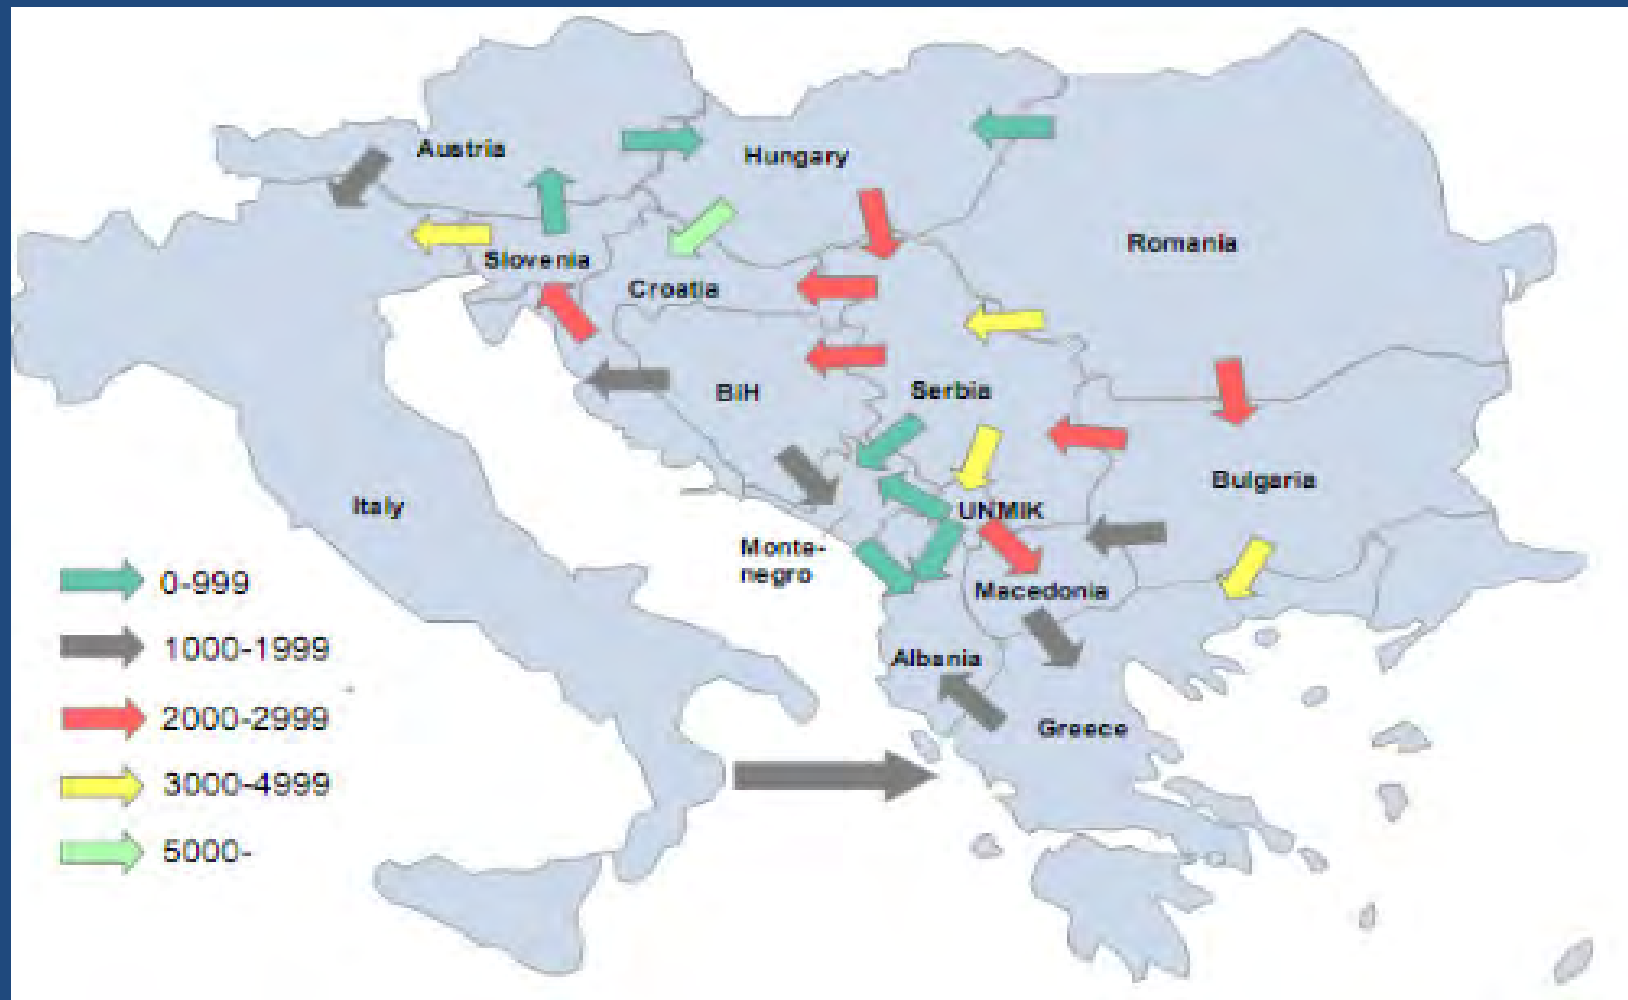 Austria
Hungary
Romania
Slovenia
Croatia
BiH
Serbia
Bulgaria
Italy
UNMIK
Monte-
negro
Macedonia
Albania
Greece
0-999
1000-1999
2000-2999
3000-4999
5000-